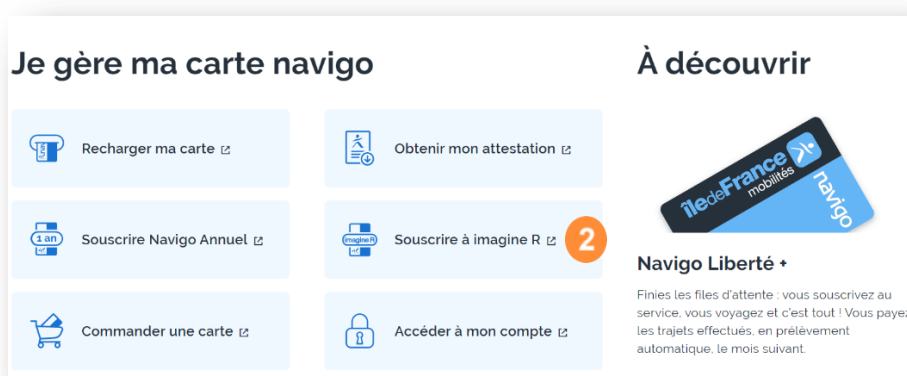 Je gère ma carte navigo
Recharger ma carte
Obtenir mon attestation
1 an
Souscrire Navigo Annuel
imagine R
Souscrire à imagine R
2
Commander une carte
Accéder à mon compte
À découvrir
îledeFrance
mobilités
navigo
Navigo Liberté +
Finies les files d'attente : vous souscrivez au
service, vous voyagez et c'est tout ! Vous payez
les trajets effectués, en prélèvement
automatique, le mois suivant.